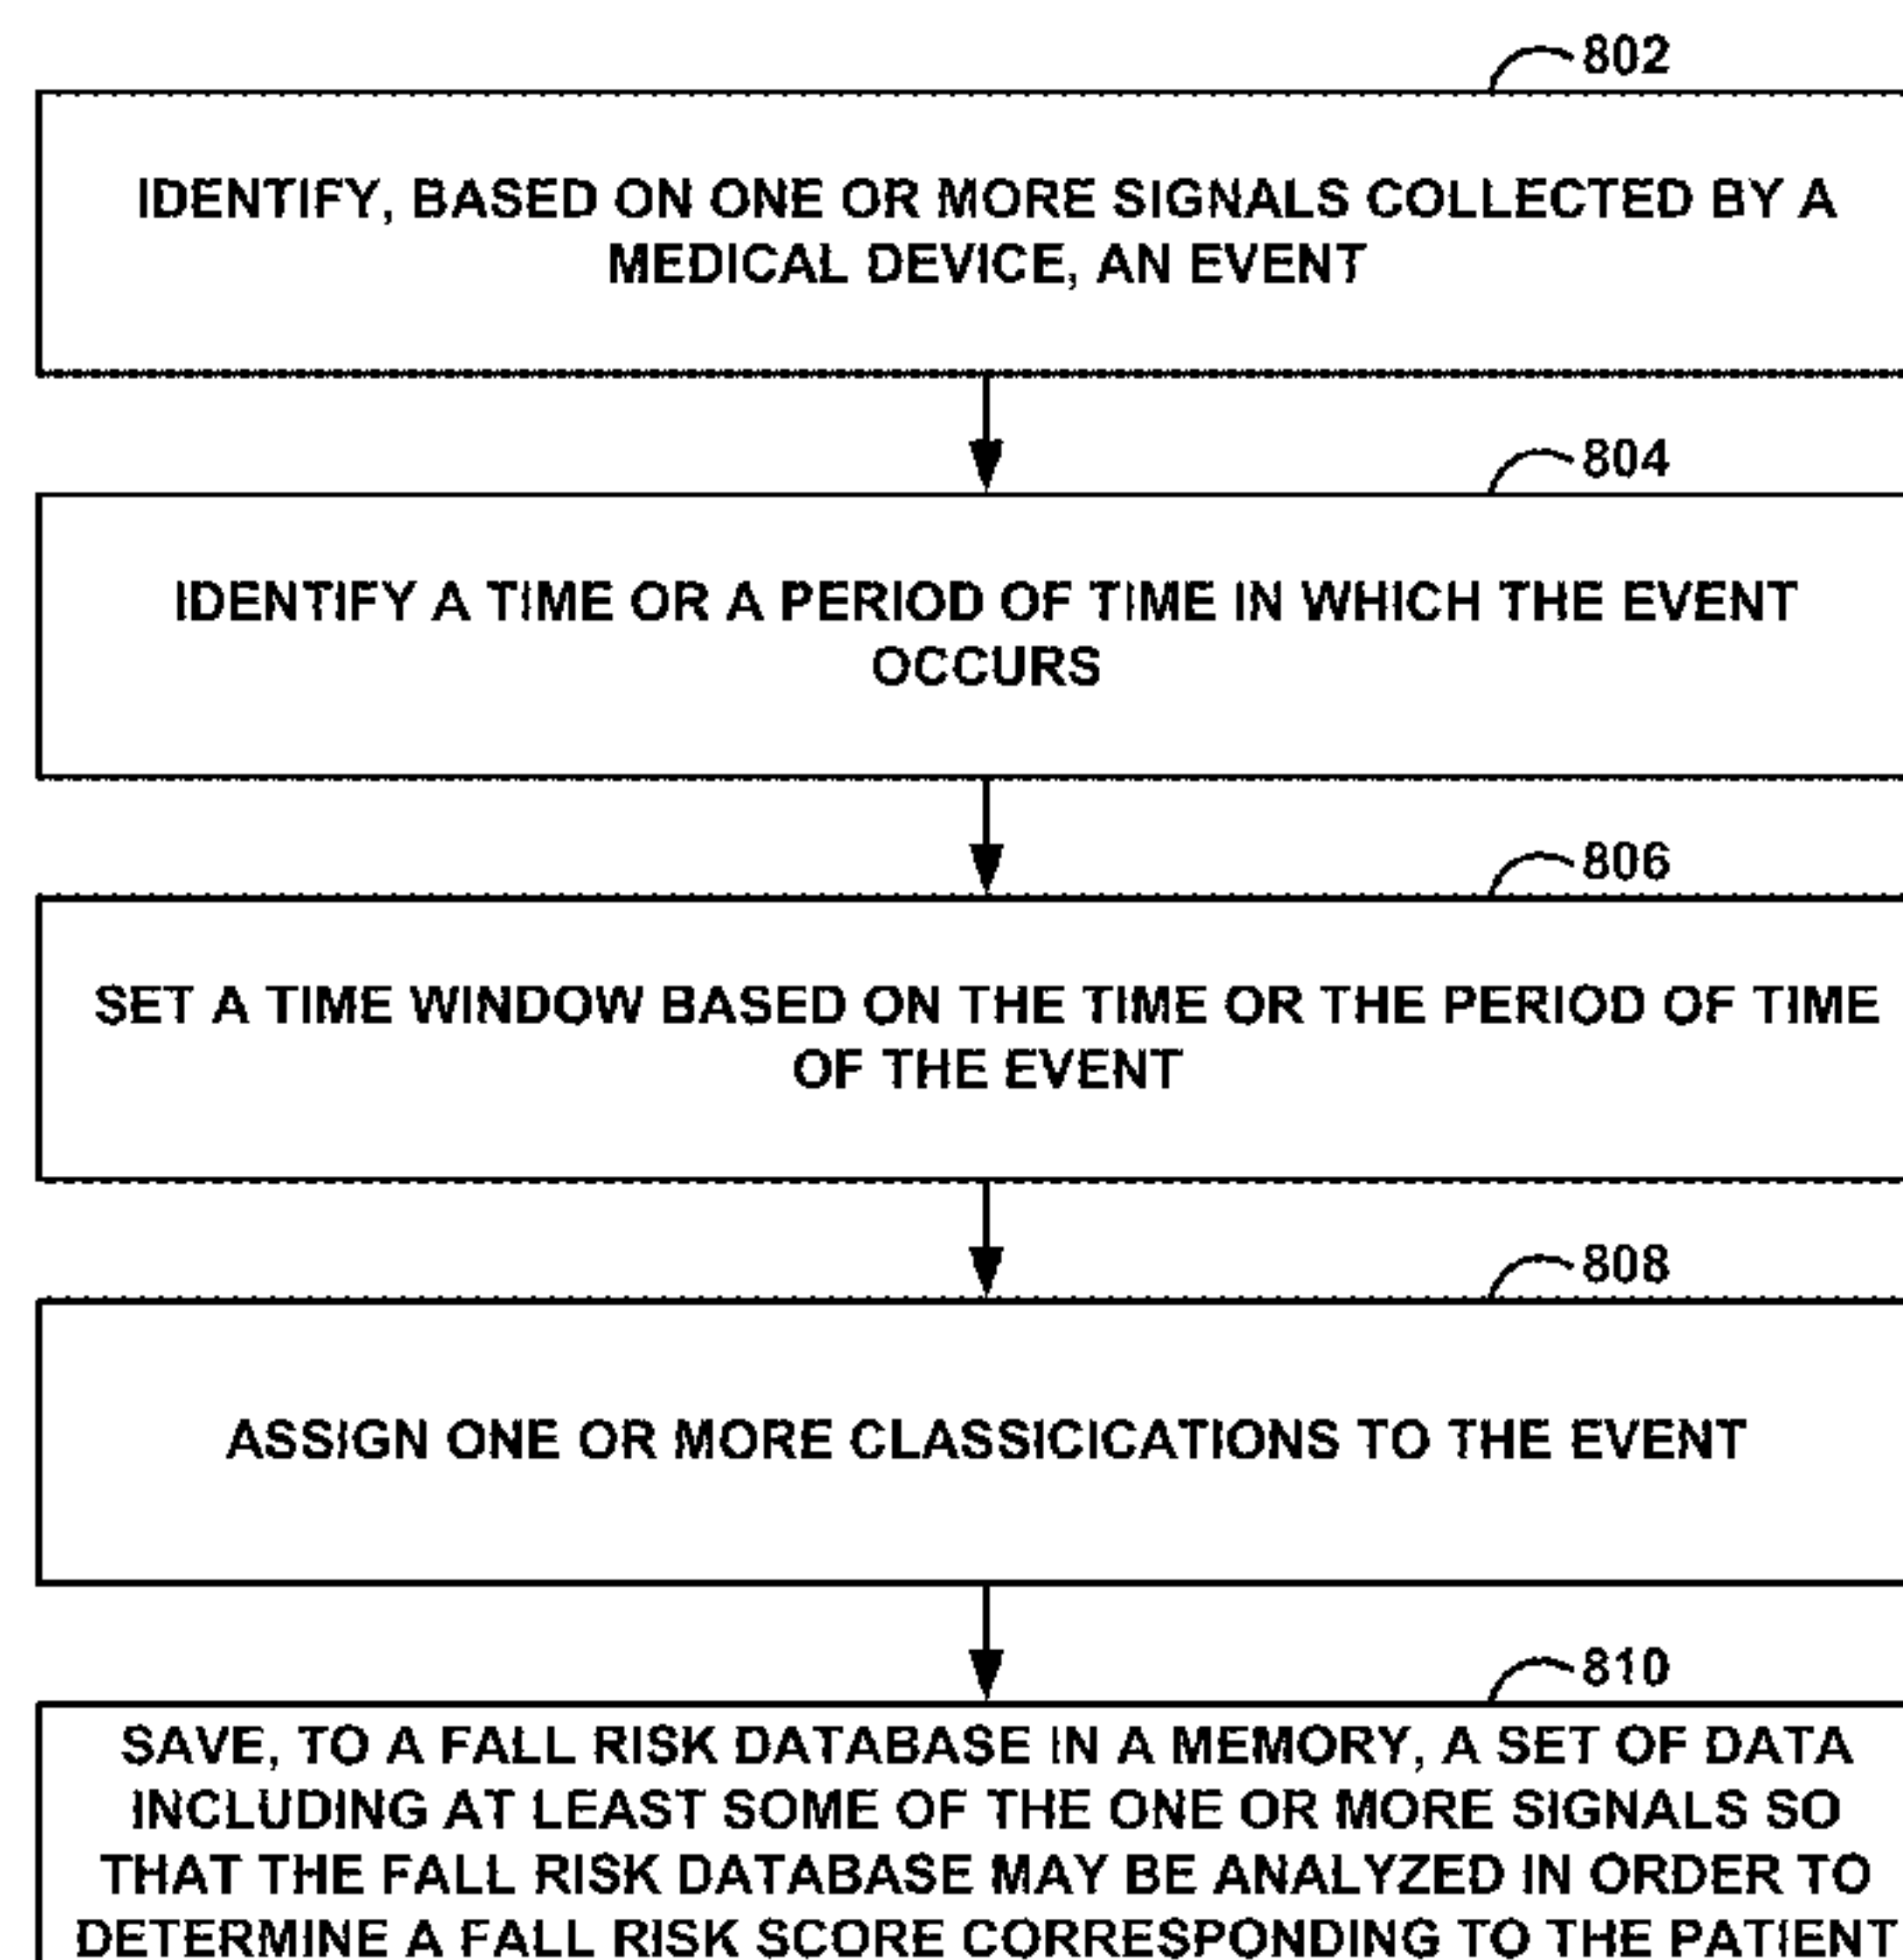 802
IDENTIFY, BASED ON ONE OR MORE SIGNALS COLLECTED BY A
MEDICAL DEVICE, AN EVENT
804
IDENTIFY A TIME OR A PERIOD OF TIME IN WHICH THE EVENT
OCCURS
806
SET A TIME WINDOW BASED ON THE TIME OR THE PERIOD OF TIME
OF THE EVENT
808
ASSIGN ONE OR MORE CLASSICICATIONS TO THE EVENT
810
SAVE, TO A FALL RISK DATABASE IN A MEMORY, A SET OF DATA
INCLUDING AT LEAST SOME OF THE ONE OR MORE SIGNALS SO
THAT THE FALL RISK DATABASE MAY BE ANALYZED IN ORDER TO
DETERMINE A FALL RISK SCORE CORRESPONDING TO THE PATIENT